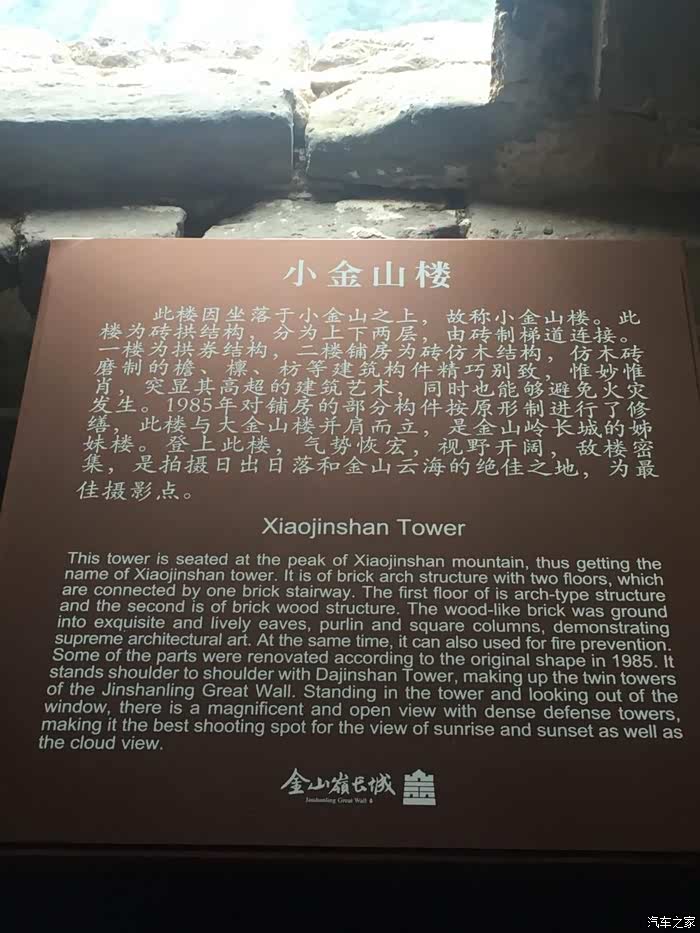 小金山楼
此楼因坐落于小金山之上，故称小金山楼。此
楼为砖拱结构，分为上下两层，由砖制梯道连接。
一楼为拱券结构，二楼铺房为砖仿木结构，仿木砖
磨制的檐、檩、枋等建筑构件精巧别致，惟妙惟
肖，突显其高超的建筑艺术，同时也能够避免火灾
发生。1985年对铺房的部分构件按原形制进行了修
缮，此楼与大金山楼并肩而立，是金山岭长城的姊
妹楼。登上此楼，气势恢宏，视野开阔，敌楼密
集，是拍摄日出日落和金山云海的绝佳之地，为最
佳摄影点。
Xiaojinshan Tower
This tower is seated at the peak of Xiaojinshan mountain, thus getting the
name of Xiaojinshan tower. It is of brick arch structure with two floors, which
are connected by one brick stairway. The first floor of is arch-type structure
and the second is of brick wood structure. The wood-like brick was ground
into exquisite and lively eaves, purlin and square columns, demonstrating
supreme architectural art. At the same time, it can also used for fire prevention.
Some of the parts were renovated according to the original shape in 1985. It
stands shoulder to shoulder with Dajinshan Tower, making up the twin towers
of the Jinshanling Great Wall. Standing in the tower and looking out of the
window, there is a magnificent and open view with dense defense towers,
making it the best shooting spot for the view of sunrise and sunset as well as
the cloud view.
金山嶺长城
Jinshanling Great Wall
汽车之家